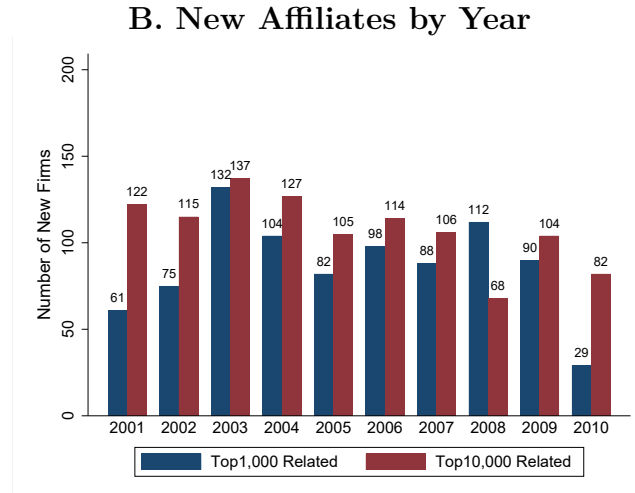 B. New Affiliates by Year
Number of New Firms
200
150
100
50
0
61 122 75 115 132 137 104 127 82 105 98 114 88 106 112 68 90 104 29 82
2001 2002 2003 2004 2005 2006 2007 2008 2009 2010
Top1,000 Related Top10,000 Related